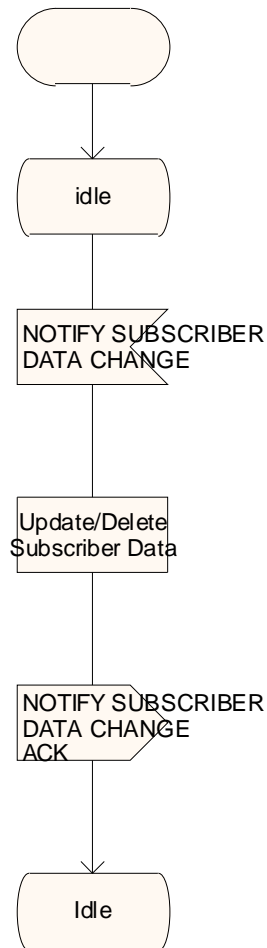 idle
NOTIFY SUBSCRIBER
DATA CHANGE
Update/Delete
Subscriber Data
NOTIFY SUBSCRIBER
DATA CHANGE
ACK
Idle